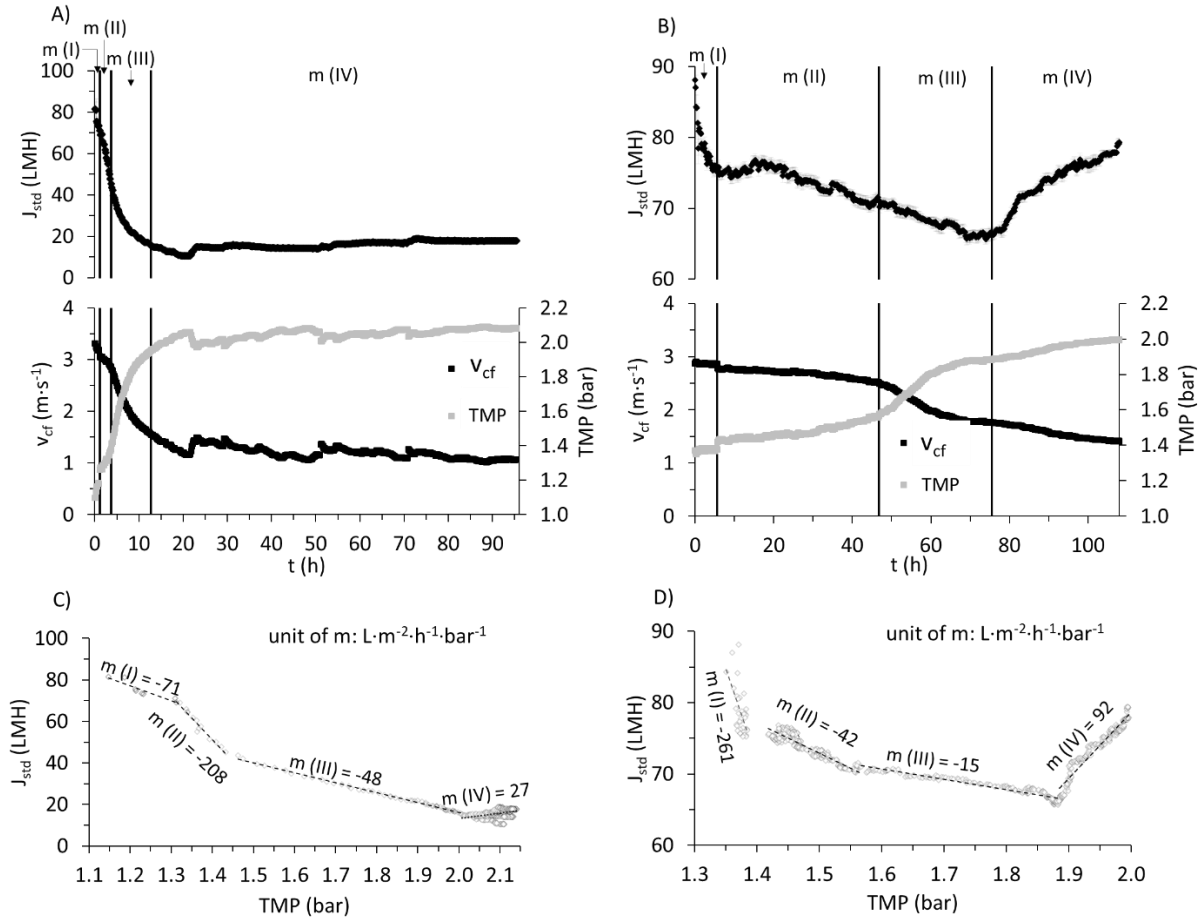 A)
m (I)
m (II)
m (III)
m (IV)
100
80
60
40
20
0
J_std (LMH)
4
3
2
1
0
v_cf (m·s⁻¹)
2.2
2.0
1.8
1.6
1.4
1.2
1.0
TMP (bar)
V_cf
TMP
0 10 20 30 40 50 60 70 80 90
t (h)
B)
m (I)
m (II)
m (III)
m (IV)
90
80
70
60
J_std (LMH)
4
3
2
1
0
v_cf (m·s⁻¹)
2.2
2.0
1.8
1.6
1.4
1.2
1.0
TMP (bar)
V_cf
TMP
0 20 40 60 80 100
t (h)
C)
unit of m: L·m⁻²·h⁻¹·bar⁻¹
100
80
60
40
20
0
J_std (LMH)
m (I) = -71
m (II) = -208
m (III) = -48
m (IV) = 27
1.1 1.2 1.3 1.4 1.5 1.6 1.7 1.8 1.9 2.0 2.1
TMP (bar)
D)
unit of m: L·m⁻²·h⁻¹·bar⁻¹
90
80
70
60
J_std (LMH)
m (I) = -261
m (II) = -42
m (III) = -15
m (IV) = 92
1.3 1.4 1.5 1.6 1.7 1.8 1.9 2.0
TMP (bar)